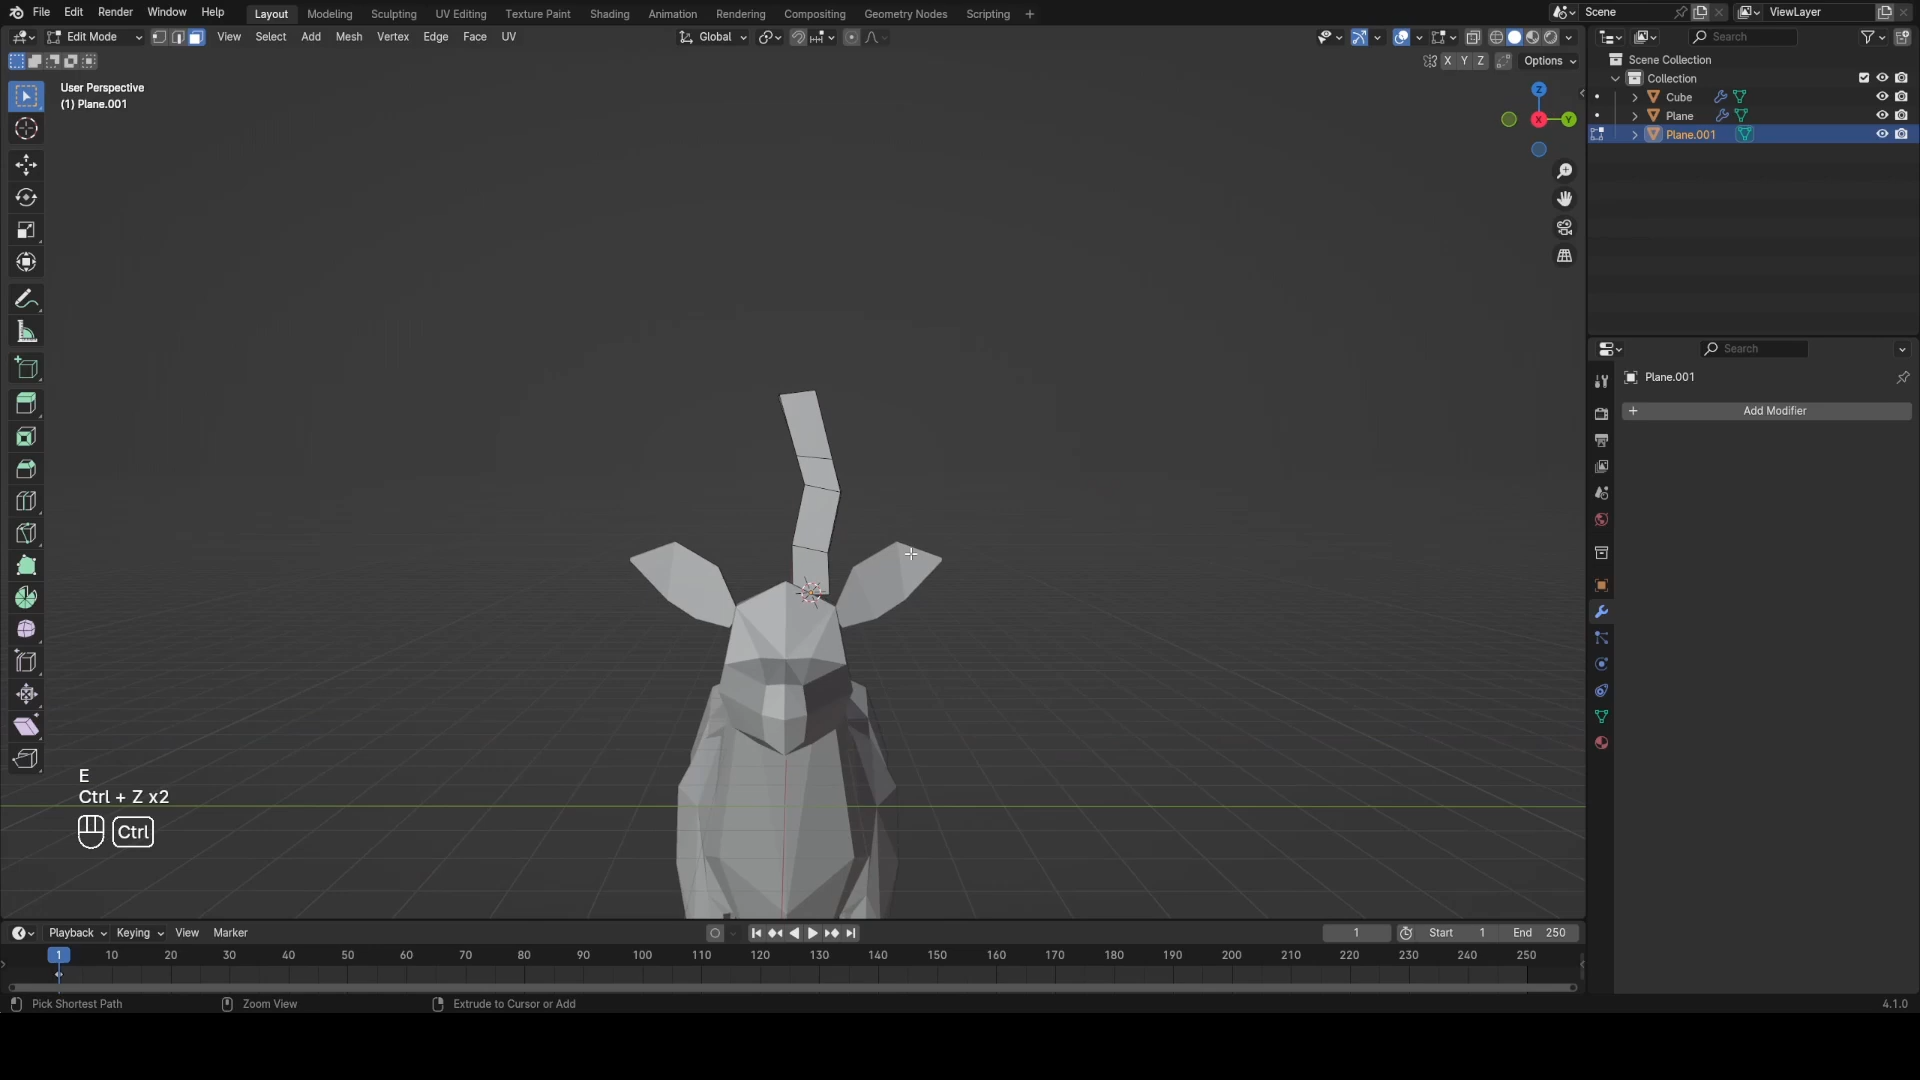 File Edit Render Window Help Layout Modeling Sculpting UV Editing Texture Paint Shading Animation Rendering Compositing Geometry Nodes Scripting + Scene ViewLayer
Edit Mode View Select Add Mesh Vertex Edge Face UV Global Search
X Y Z Options
Scene Collection
Collection
Cube
Plane
Plane.001
User Perspective
(1) Plane.001
Z
X
Y
Search
Plane.001
+ Add Modifier
E
Ctrl + Z x2
Ctrl
Playback Keying View Marker 1 Start 1 End 250
1 10 20 30 40 50 60 70 80 90 100 110 120 130 140 150 160 170 180 190 200 210 220 230 240 250
Pick Shortest Path Zoom View Extrude to Cursor or Add 4.1.0